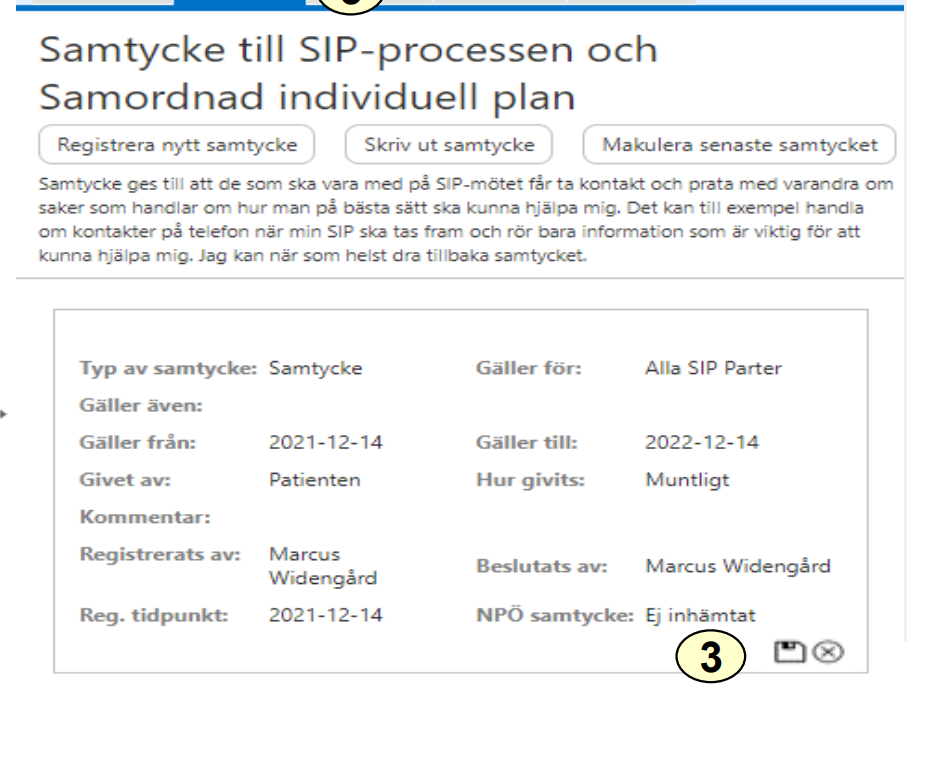 Samtycke till SIP-processen och
Samordnad individuell plan
Registrera nytt samtycke Skriv ut samtycke Makulera senaste samtycket
Samtycke ges till att de som ska vara med på SIP-mötet får ta kontakt och prata med varandra om
saker som handlar om hur man på bästa sätt ska kunna hjälpa mig. Det kan till exempel handla
om kontakter på telefon när min SIP ska tas fram och rör bara information som är viktig för att
kunna hjälpa mig. Jag kan när som helst dra tillbaka samtycket.
Typ av samtycke: Samtycke Gäller för: Alla SIP Parter
Gäller även:
Gäller från: 2021-12-14 Gäller till: 2022-12-14
Givet av: Patienten Hur givits: Muntligt
Kommentar:
Registrerats av: Marcus
Widengård Beslutats av: Marcus Widengård
Reg. tidpunkt: 2021-12-14 NPÖ samtycke: Ej inhämtat
3